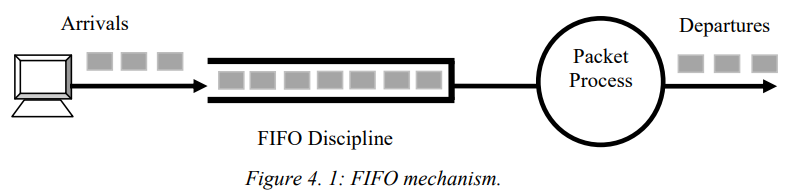 Arrivals
Departures
Packet
Process
FIFO Discipline
Figure 4. 1: FIFO mechanism.